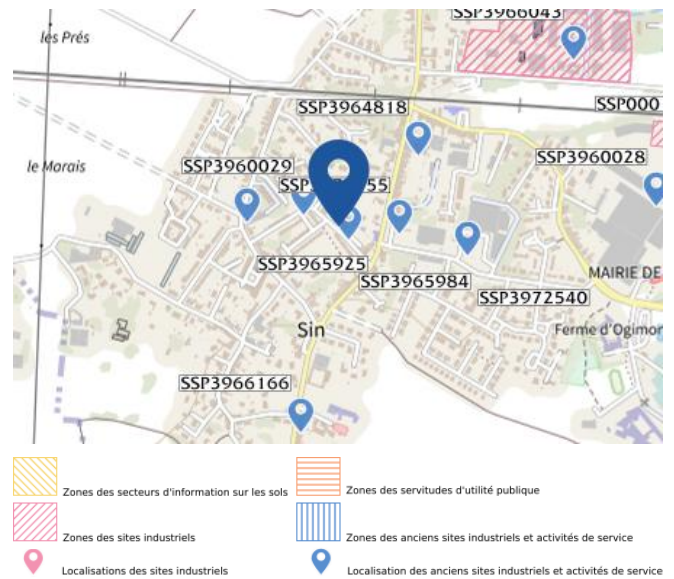 SSP3966043
les Prés
SSP3964818
SSP000
le Marais
SSP3960029
SSP3960028
SSP3965925
SSP3965984
MAIRIE DE
SSP3972540
Sin
Ferme d'Ogimon
SSP3966166
Zones des secteurs d'information sur les sols
Zones des servitudes d'utilité publique
Zones des sites industriels
Zones des anciens sites industriels et activités de service
Localisations des sites industriels
Localisation des anciens sites industriels et activités de service